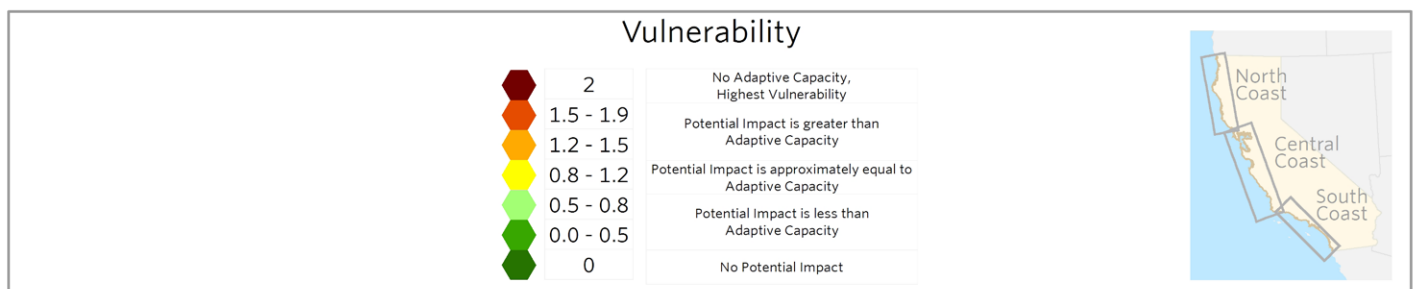 Vulnerability
2
No Adaptive Capacity,
Highest Vulnerability
1.5 - 1.9
1.2 - 1.5
Potential Impact is greater than
Adaptive Capacity
0.8 - 1.2
Potential Impact is approximately equal to
Adaptive Capacity
0.5 - 0.8
0.0 - 0.5
Potential Impact is less than
Adaptive Capacity
0
No Potential Impact
North
Coast
Central
Coast
South
Coast